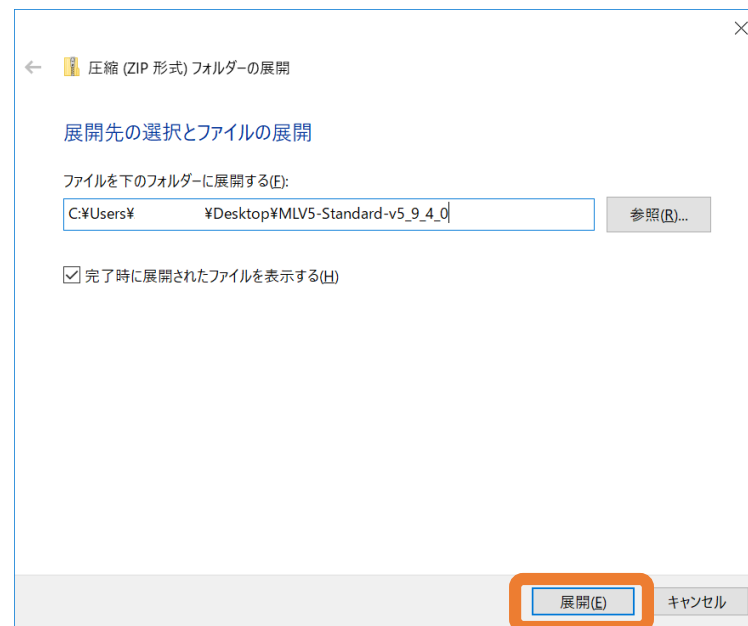 圧縮 (ZIP 形式) フォルダーの展開
展開先の選択とファイルの展開
ファイルを下のフォルダーに展開する(F):
C:¥Users¥ ¥Desktop¥MLV5-Standard-v5_9_4_0
参照(R)...
完了時に展開されたファイルを表示する(H)
展開(E)
キャンセル